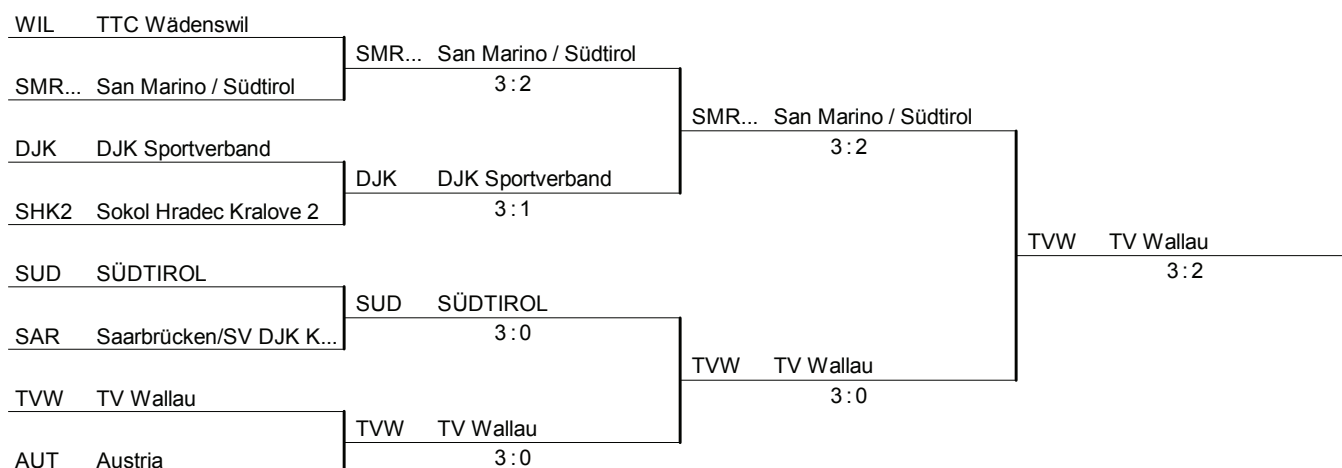 WIL TTC Wädenswil
SMR... San Marino / Südtirol
3 : 2
SMR... San Marino / Südtirol
SMR... San Marino / Südtirol
3 : 2
DJK DJK Sportverband
DJK DJK Sportverband
3 : 1
SHK2 Sokol Hradec Kralove 2
TVW TV Wallau
3 : 2
SUD SÜDTIROL
SUD SÜDTIROL
3 : 0
SAR Saarbrücken/SV DJK K...
TVW TV Wallau
3 : 0
TVW TV Wallau
TVW TV Wallau
3 : 0
AUT Austria